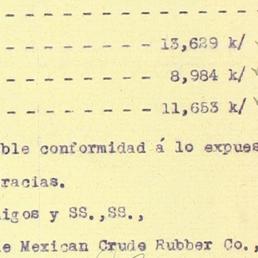 - - - - - - - - - 13,629 k/
- - - - - - - - - 8,984 k/
- - - - - - - - - 11,653 k/
ble conformidad á lo expues
racias.
igos y SS.,SS.,
e Mexican Crude Rubber Co.,